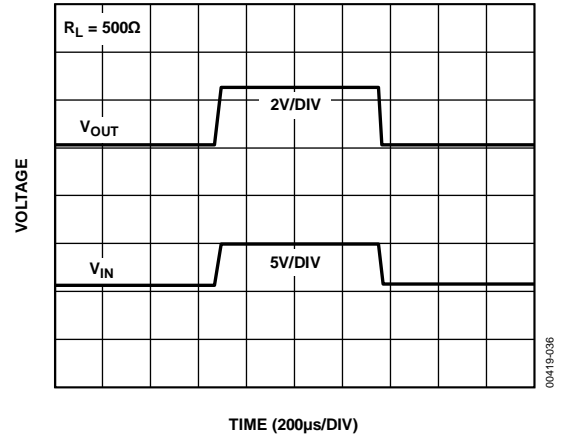 R_L = 500Ω
2V/DIV
V_OUT
VOLTAGE
V_IN
5V/DIV
00419-036
TIME (200µs/DIV)